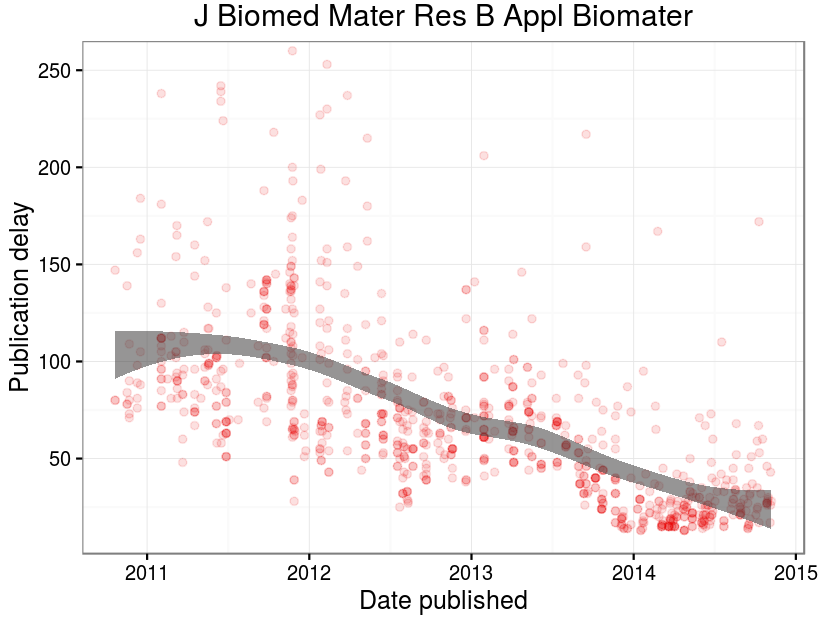 J Biomed Mater Res B Appl Biomater
Publication delay
250
200
150
100
50
2011 2012 2013 2014 2015
Date published